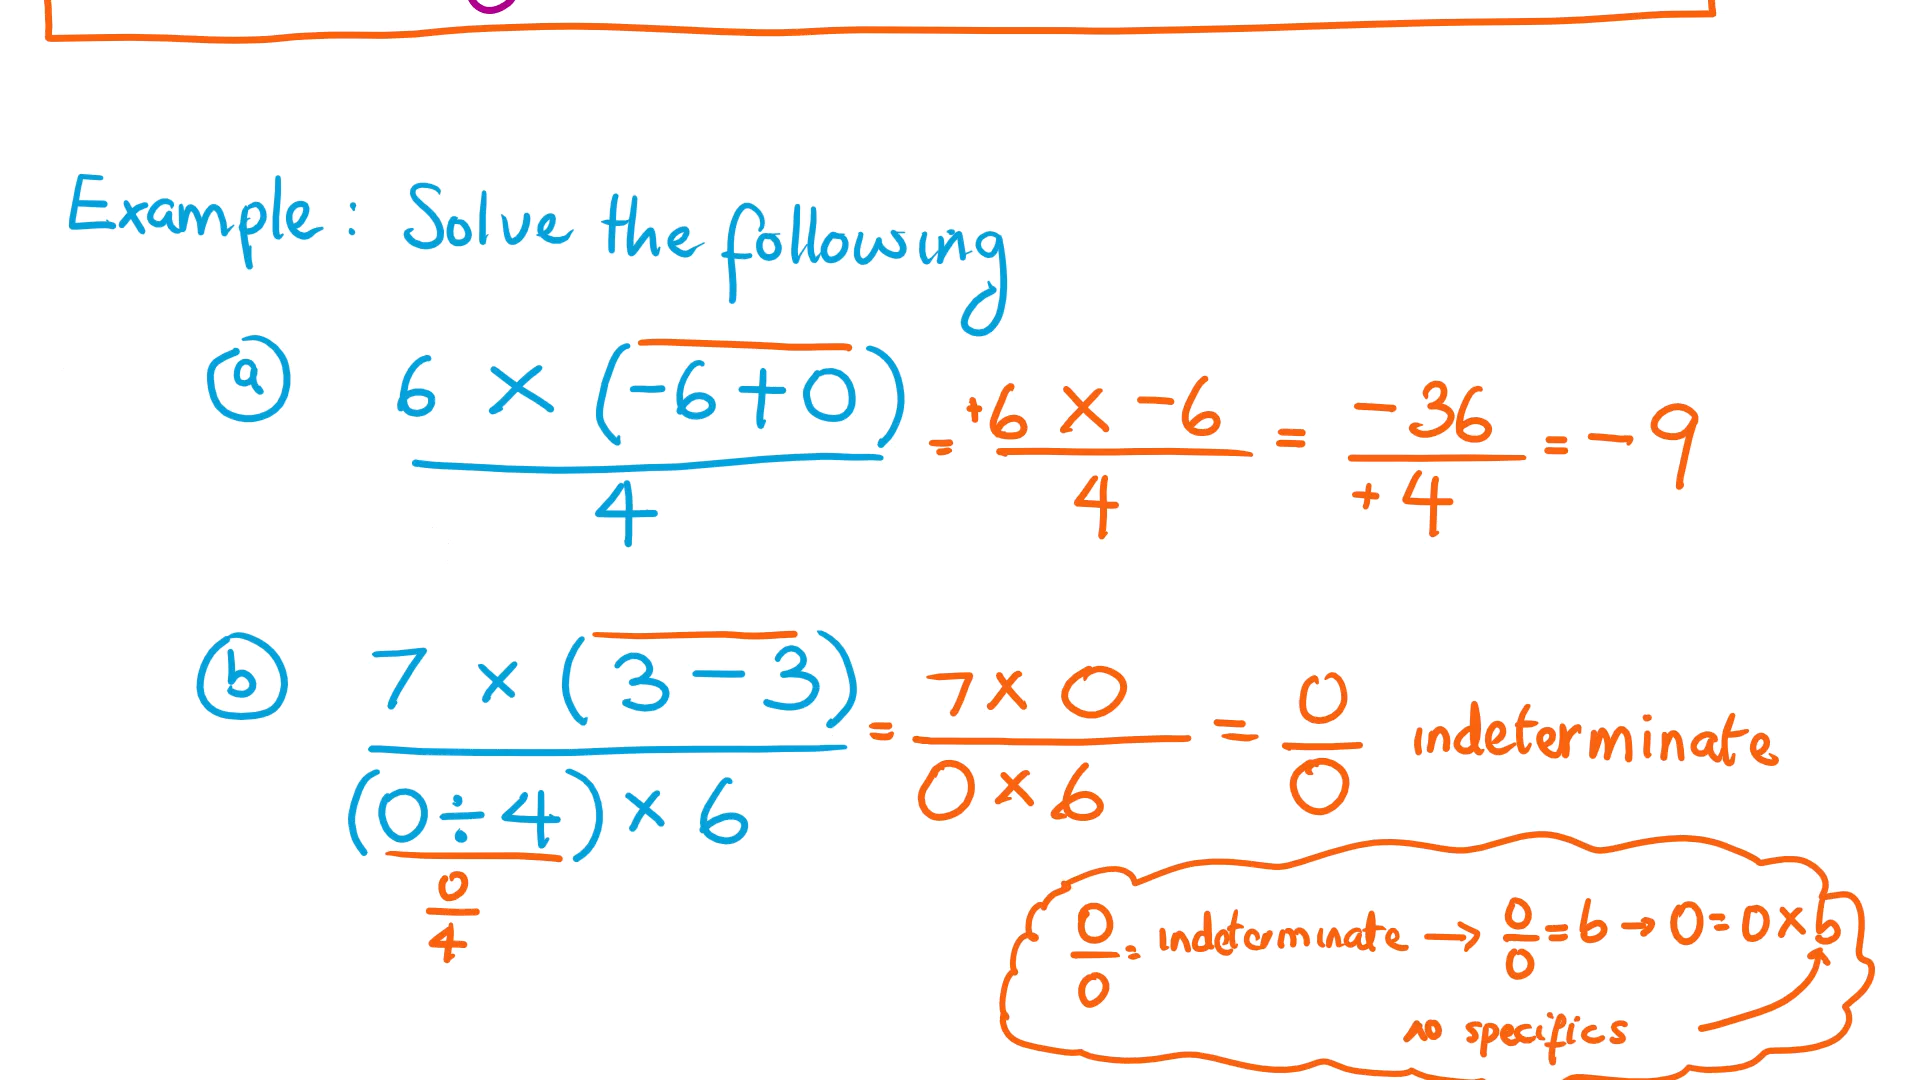 Example: Solve the following
ⓐ 6 × (-6+0) / 4 = +6 × -6 / 4 = -36 / +4 = -9
ⓑ 7 × (3-3) / (0÷4) × 6 = 7 × 0 / 0 × 6 = 0/0 indeterminate
0/4
0/0 = indeterminate → 0/0 = b → 0 = 0 × b
no specifics